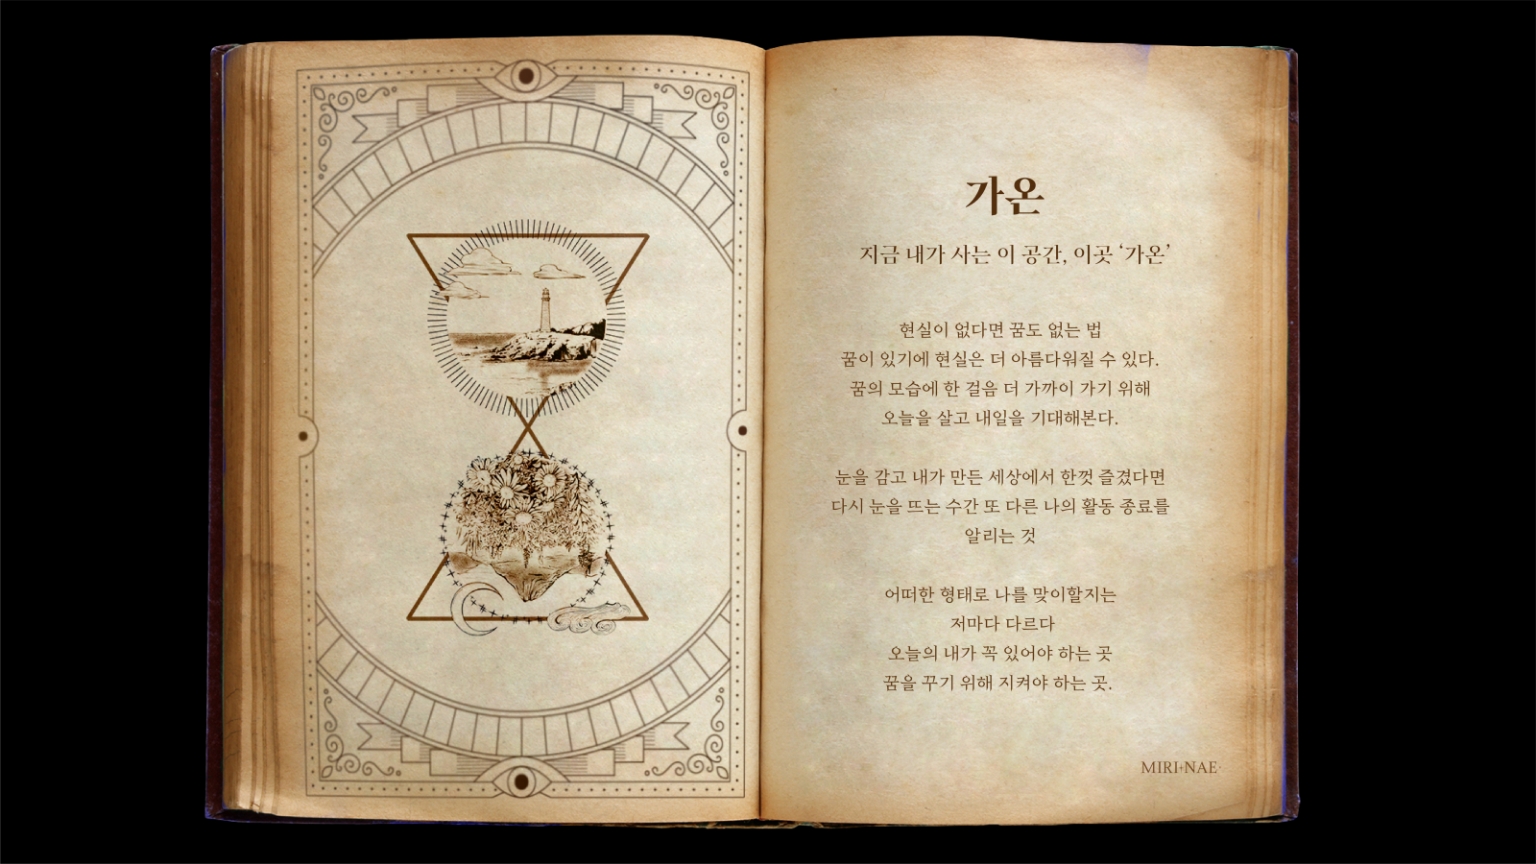 가온
지금 내가 사는 이 공간, 이곳 ‘가온’
현실이 없다면 꿈도 없는 법
꿈이 있기에 현실은 더 아름다워질 수 있다.
꿈의 모습에 한 걸음 더 가까이 가기 위해
오늘을 살고 내일을 기대해본다.
눈을 감고 내가 만든 세상에서 한껏 즐겼다면
다시 눈을 뜨는 수간 또 다른 나의 활동 종료를
알리는 것
어떠한 형태로 나를 맞이할지는
저마다 다르다
오늘의 내가 꼭 있어야 하는 곳
꿈을 꾸기 위해 지켜야 하는 곳.
MIRI·NAE·